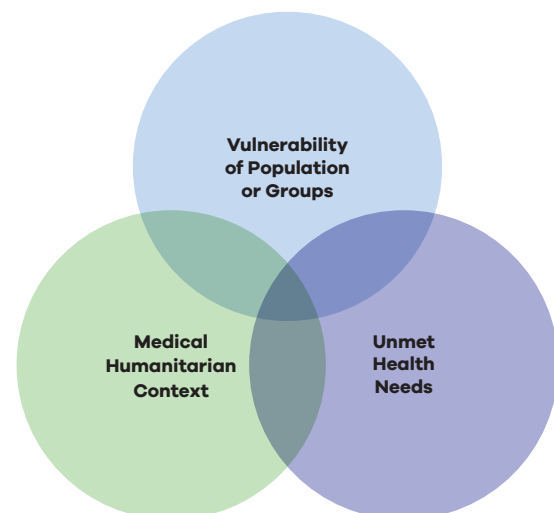 Vulnerability
of Population
or Groups
Medical
Humanitarian
Context
Unmet
Health
Needs